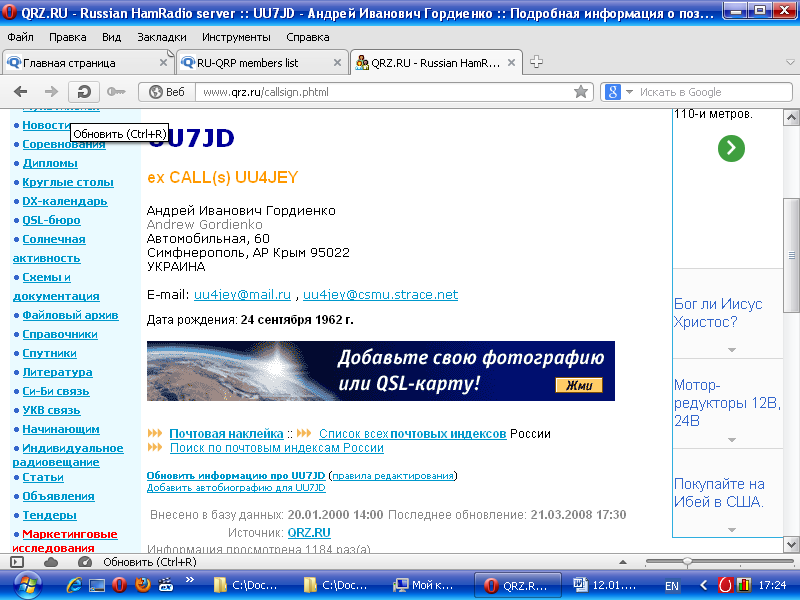 QRZ.RU - Russian HamRadio server :: UU7JD - Андрей Иванович Гордиенко :: Подробная информация о поз...
Файл Правка Вид Закладки Инструменты Справка
Главная страница
RU-QRP members list
QRZ.RU - Russian HamR...
Веб
www.qrz.ru/callsign.phtml
Искать в Google
Новости
Обновить (Ctrl+R)
Соревнования
Дипломы
Круглые столы
DX-календарь
QSL-бюро
Солнечная
активность
Схемы и
документация
Файловый архив
Справочники
Спутники
Литература
Си-Би связь
УКВ связь
Начинающим
Индивидуальное
радиовещание
Статьи
Объявления
Тендеры
Маркетинговые
исследования
UU7JD
ex CALL(s) UU4JEY
Андрей Иванович Гордиенко
Andrew Gordienko
Автомобильная, 60
Симфнерополь, АР Крым 95022
УКРАИНА
E-mail: uu4jey@mail.ru , uu4jey@csmu.strace.net
Дата рождения: 24 сентября 1962 г.
Добавьте свою фотографию
или QSL-карту!
Жми
Почтовая наклейка :: Список всех почтовых индексов России
Поиск по почтовым индексам России
Обновить информацию про UU7JD (правила редактирования)
Добавить автобиографию для UU7JD
Внесено в базу данных: 20.01.2000 14:00 Последнее обновление: 21.03.2008 17:30
Источник: QRZ.RU
Информация просмотрена 1184 раз(а)
110-и метров.
Бог ли Иисус
Христос?
Мотор-
редукторы 12В,
24В
Покупайте на
Ибей в США.
Обновить (Ctrl+R)
C:\Doc...
C:\Doc...
Мой к...
QRZ.R...
12.01....
EN
17:24